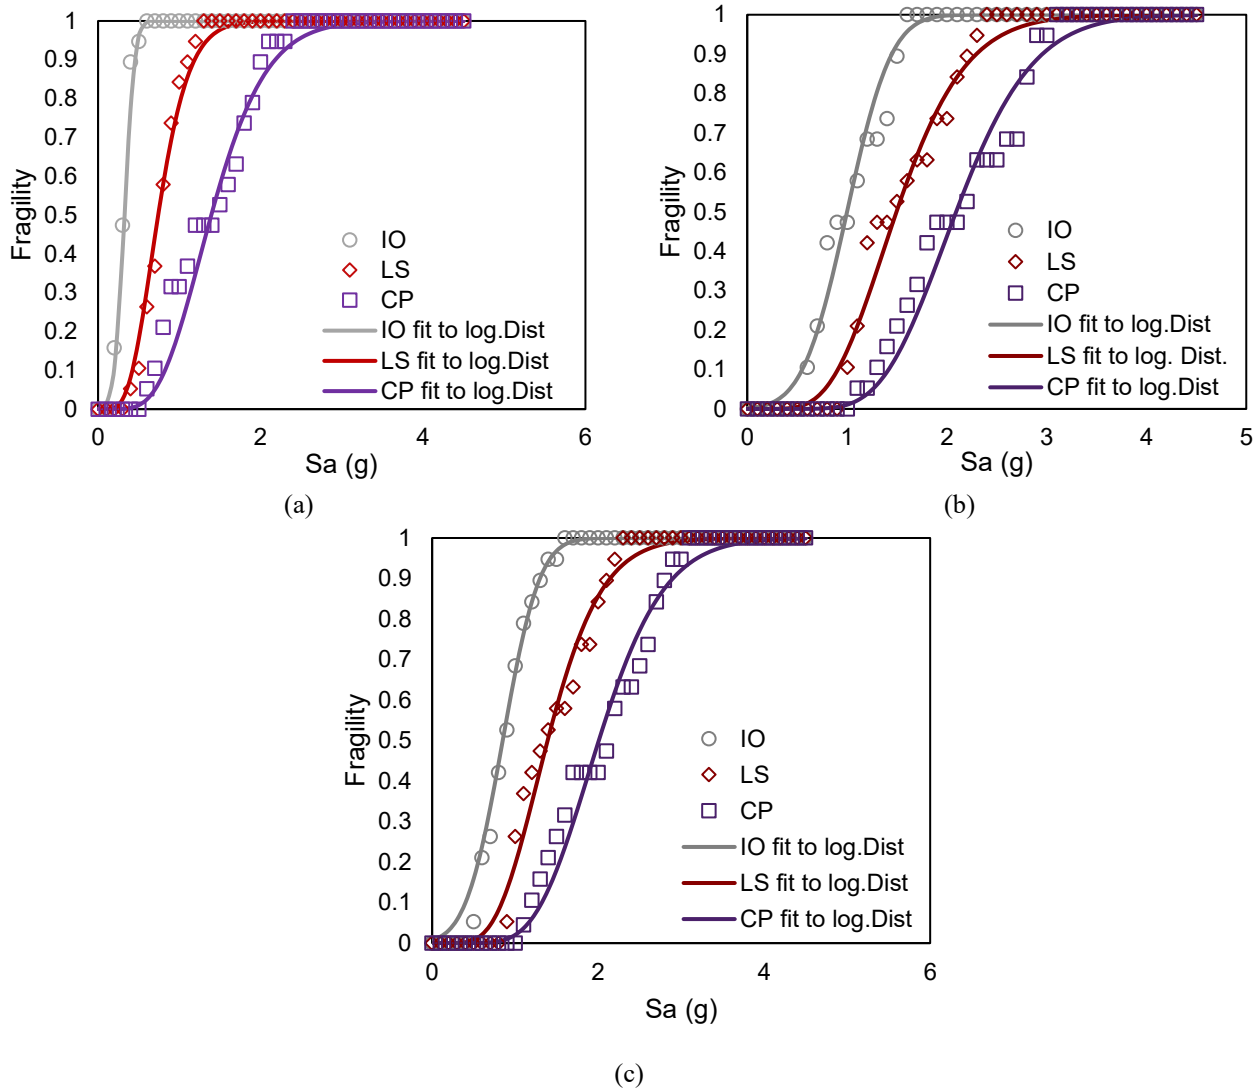 1
0.9
0.8
0.7
0.6
0.5
0.4
0.3
0.2
0.1
0
Fragility
0 2 4 6
Sa (g)
IO
LS
CP
IO fit to log.Dist
LS fit to log.Dist
CP fit to log.Dist
(a)
1
0.9
0.8
0.7
0.6
0.5
0.4
0.3
0.2
0.1
0
Fragility
0 1 2 3 4 5
Sa (g)
IO
LS
CP
IO fit to log.Dist
LS fit to log. Dist.
CP fit to log.Dist
(b)
1
0.9
0.8
0.7
0.6
0.5
0.4
0.3
0.2
0.1
0
Fragility
0 2 4 6
Sa (g)
IO
LS
CP
IO fit to log.Dist
LS fit to log.Dist
CP fit to log.Dist
(c)